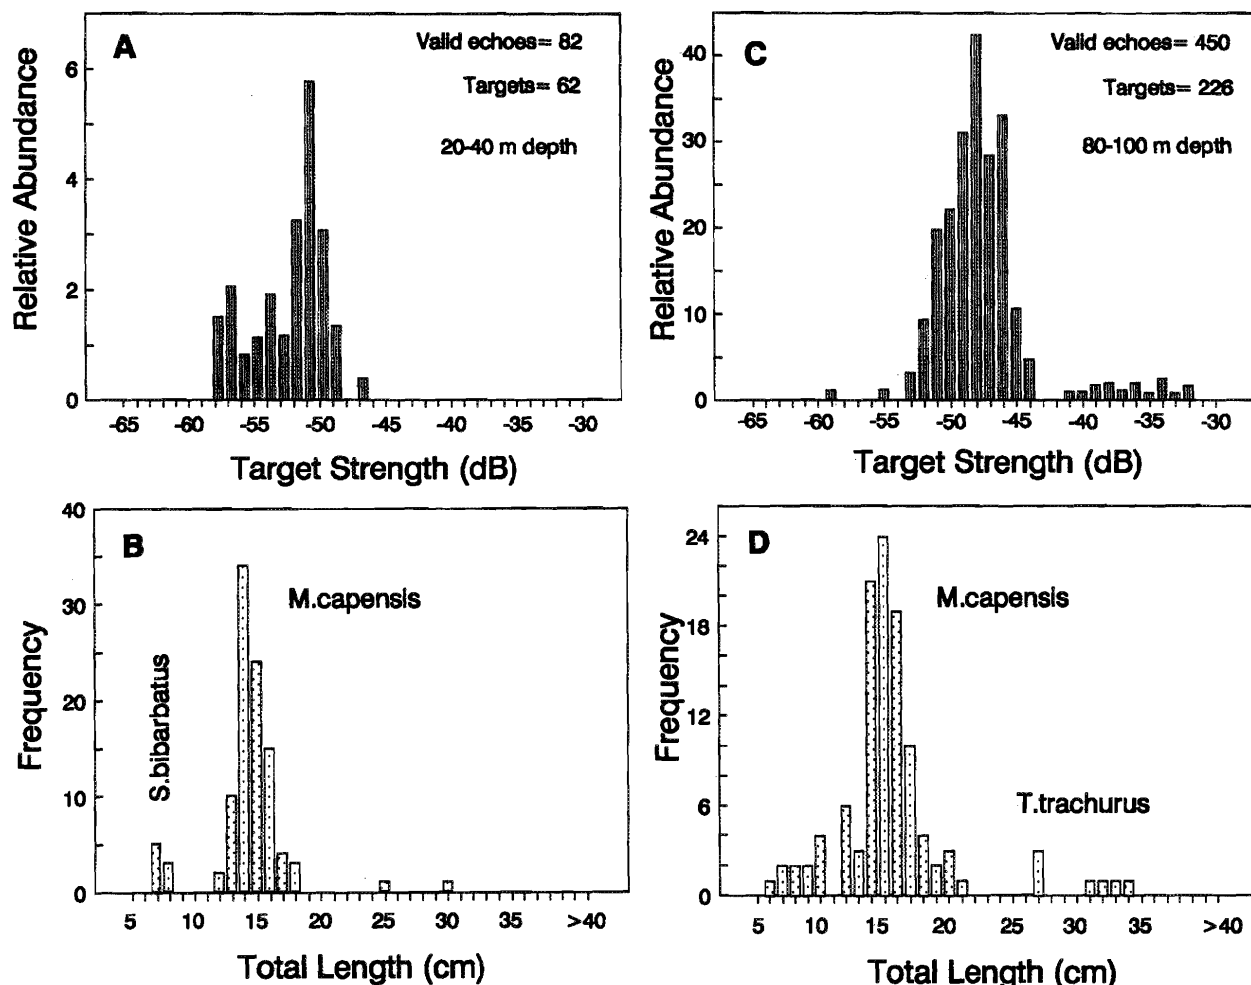 A
Valid echoes= 82
Targets= 62
20-40 m depth
Relative Abundance
6
4
2
0
-65 -60 -55 -50 -45 -40 -35 -30
Target Strength (dB)
C
Valid echoes= 450
Targets= 226
80-100 m depth
Relative Abundance
40
30
20
10
0
-65 -60 -55 -50 -45 -40 -35 -30
Target Strength (dB)
B
M.capensis
S.bibarbatus
Frequency
40
30
20
10
0
5 10 15 20 25 30 35 >40
Total Length (cm)
D
M.capensis
T.trachurus
Frequency
24
18
12
6
0
5 10 15 20 25 30 35 >40
Total Length (cm)